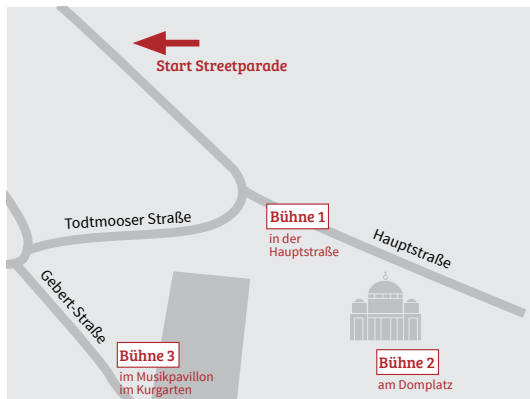 Start Streetparade
Bühne 1
in der
Hauptstraße
Todtmooser Straße
Hauptstraße
Gebert-Straße
Bühne 3
im Musikpavillon
im Kurgarten
Bühne 2
am Domplatz